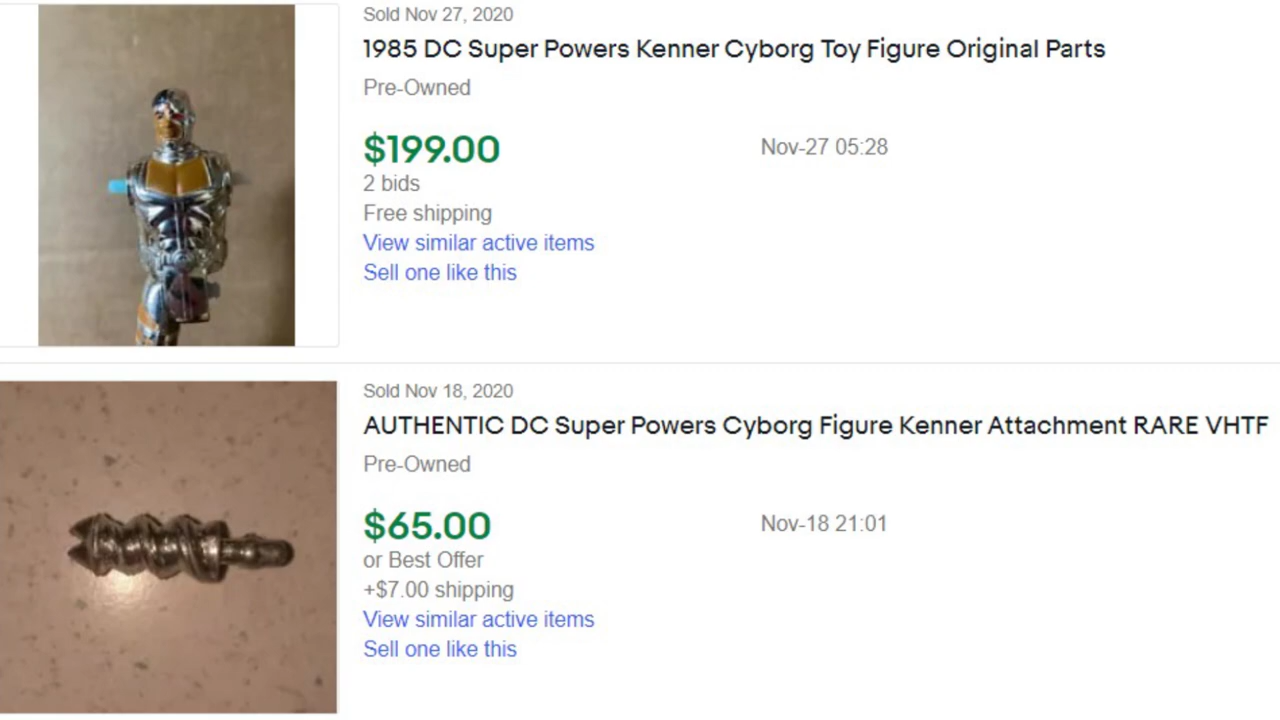 Sold Nov 27, 2020
1985 DC Super Powers Kenner Cyborg Toy Figure Original Parts
Pre-Owned
$199.00
Nov-27 05:28
2 bids
Free shipping
View similar active items
Sell one like this
Sold Nov 18, 2020
AUTHENTIC DC Super Powers Cyborg Figure Kenner Attachment RARE VHTF
Pre-Owned
$65.00
Nov-18 21:01
or Best Offer
+$7.00 shipping
View similar active items
Sell one like this